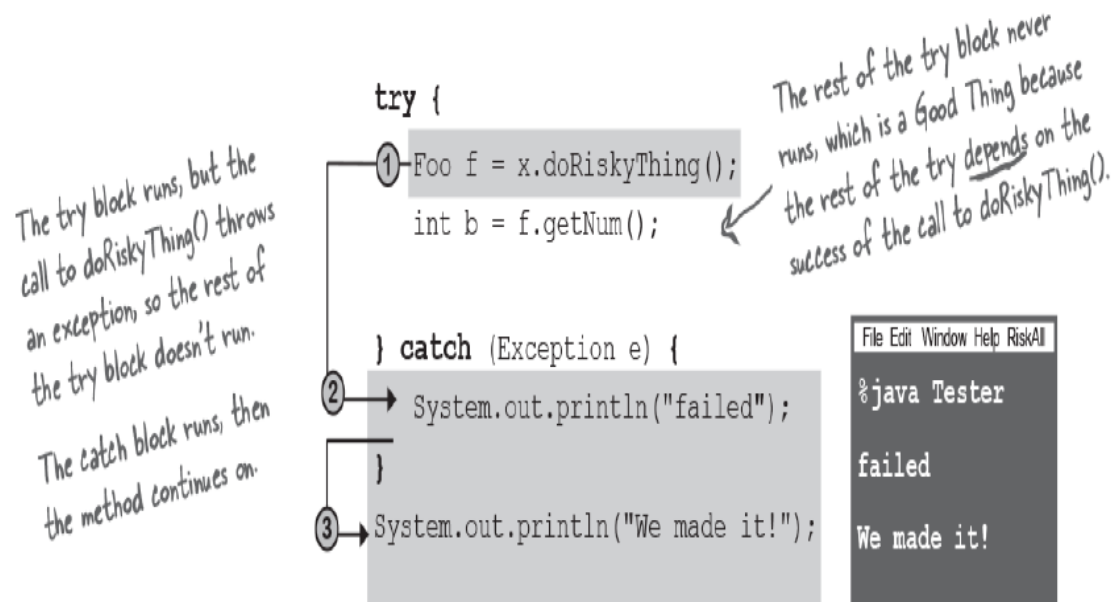 The try block runs, but the
call to doRiskyThing() throws
an exception, so the rest of
the try block doesn't run.
The catch block runs, then
the method continues on.
try {
1 Foo f = x.doRiskyThing();
int b = f.getNum();
The rest of the try block never
runs, which is a Good Thing because
the rest of the try depends on the
success of the call to doRiskyThing().
} catch (Exception e) {
2 System.out.println("failed");
}
3 System.out.println("We made it!");
File Edit Window Help RiskAll
%java Tester
failed
We made it!